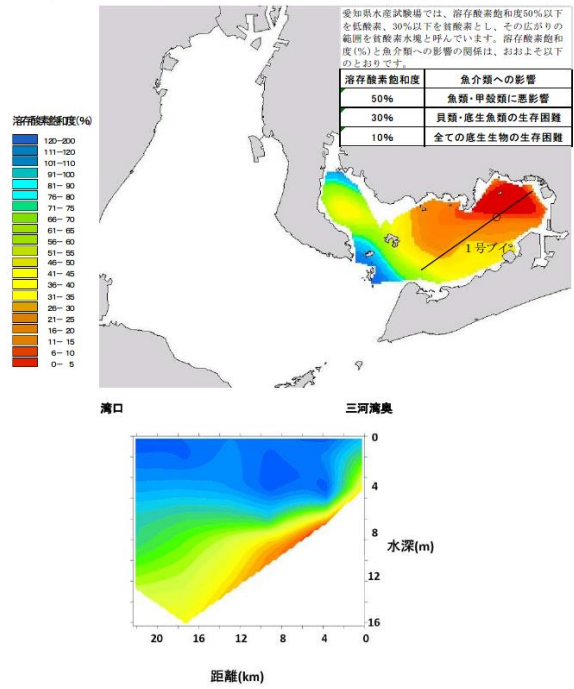 愛知県水産試験場では、溶存酸素飽和度50%以下
を低酸素、30%以下を貧酸素とし、その広がりの
範囲を貧酸素水塊と呼んでいます。溶存酸素飽和
度(%)と魚介類への影響の関係は、おおよそ以下
のとおりです。
溶存酸素飽和度 魚介類への影響
50% 魚類・甲殻類に悪影響
30% 貝類・底生魚類の生存困難
10% 全ての底生生物の生存困難
溶存酸素飽和度(%)
120-200
111-120
101-110
91-100
81-90
76-80
71-75
66-70
61-65
56-60
51-55
46-50
41-45
36-40
31-35
26-30
21-25
16-20
11-15
6-10
0-5
1号ブイ
湾口 三河湾奥
0
4
8
12
16
水深(m)
20 16 12 8 4 0
距離(km)